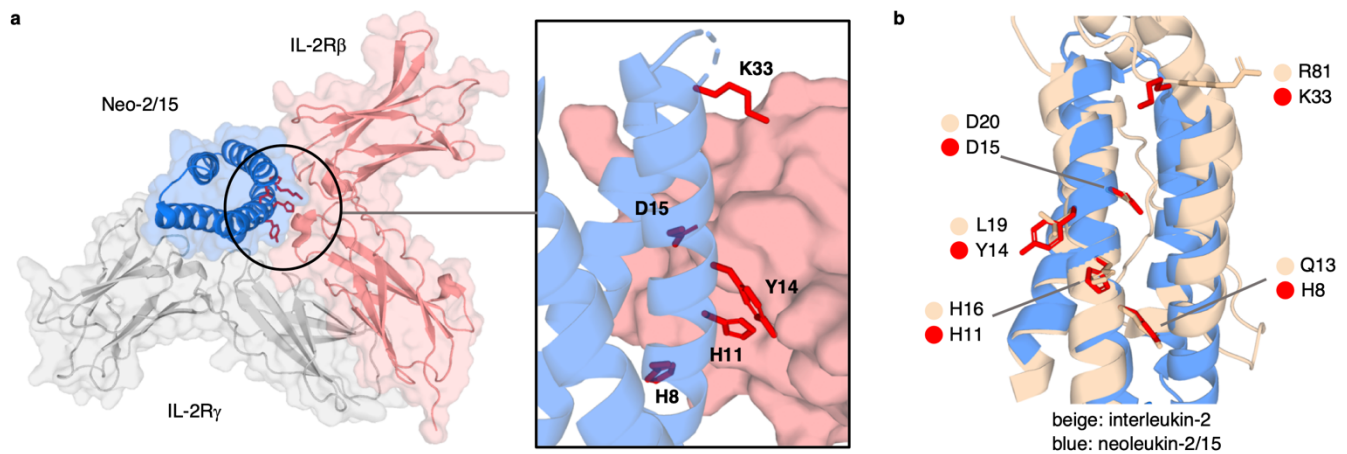 a
IL-2Rβ
Neo-2/15
IL-2Rγ
K33
D15
Y14
H11
H8
b
R81
K33
D20
D15
L19
Y14
Q13
H8
H16
H11
beige: interleukin-2
blue: neoleukin-2/15